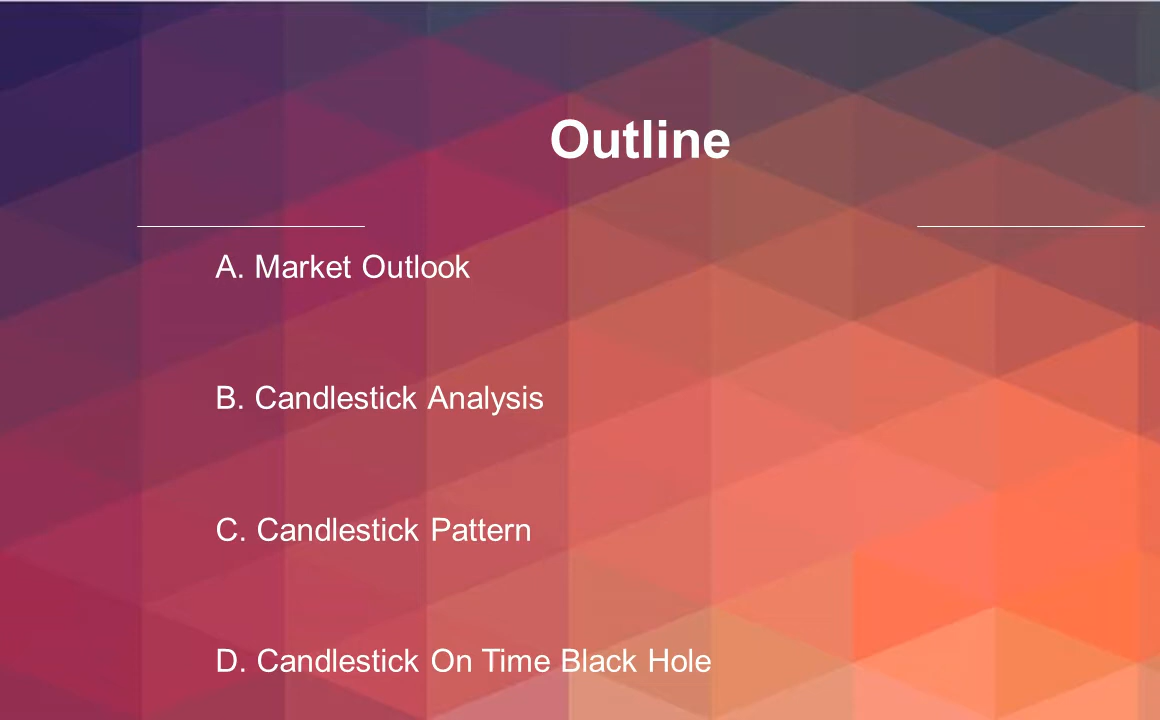 Outline
A. Market Outlook
B. Candlestick Analysis
C. Candlestick Pattern
D. Candlestick On Time Black Hole